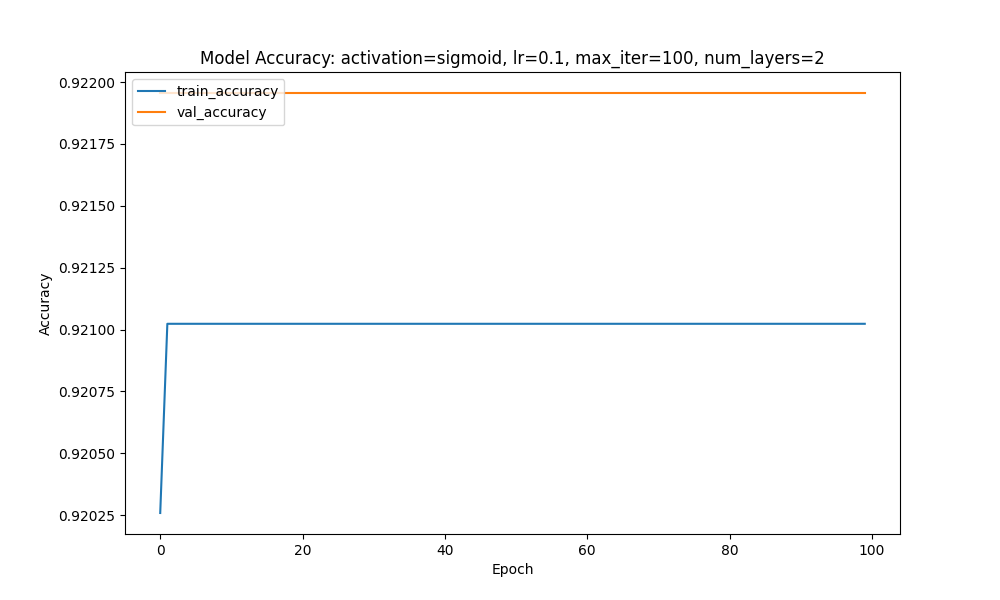 Model Accuracy: activation=sigmoid, lr=0.1, max_iter=100, num_layers=2
train_accuracy
val_accuracy
0.92200
0.92175
0.92150
0.92125
0.92100
0.92075
0.92050
0.92025
Accuracy
0 20 40 60 80 100
Epoch